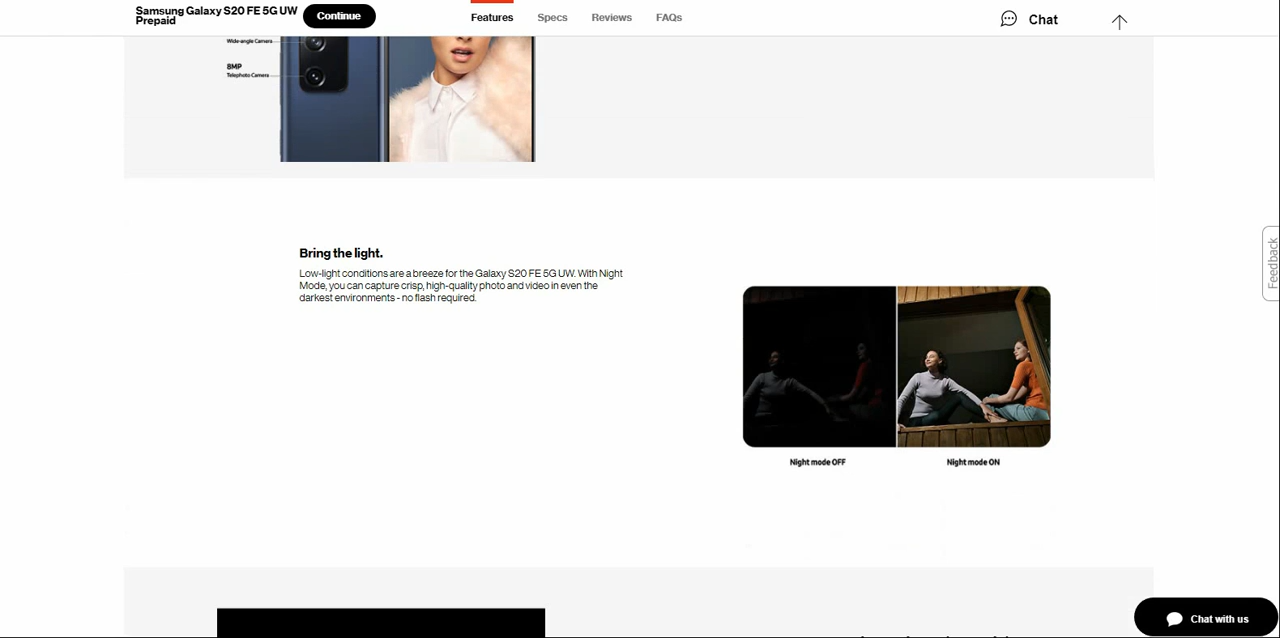 Samsung Galaxy S20 FE 5G UW
Prepaid
Continue
Features
Specs
Reviews
FAQs
Chat
Wide-angle Camera
8MP
Telephoto Camera
Bring the light.
Low-light conditions are a breeze for the Galaxy S20 FE 5G UW. With Night
Mode, you can capture crisp, high-quality photo and video in even the
darkest environments - no flash required.
Night mode OFF
Night mode ON
Feedback
Chat with us